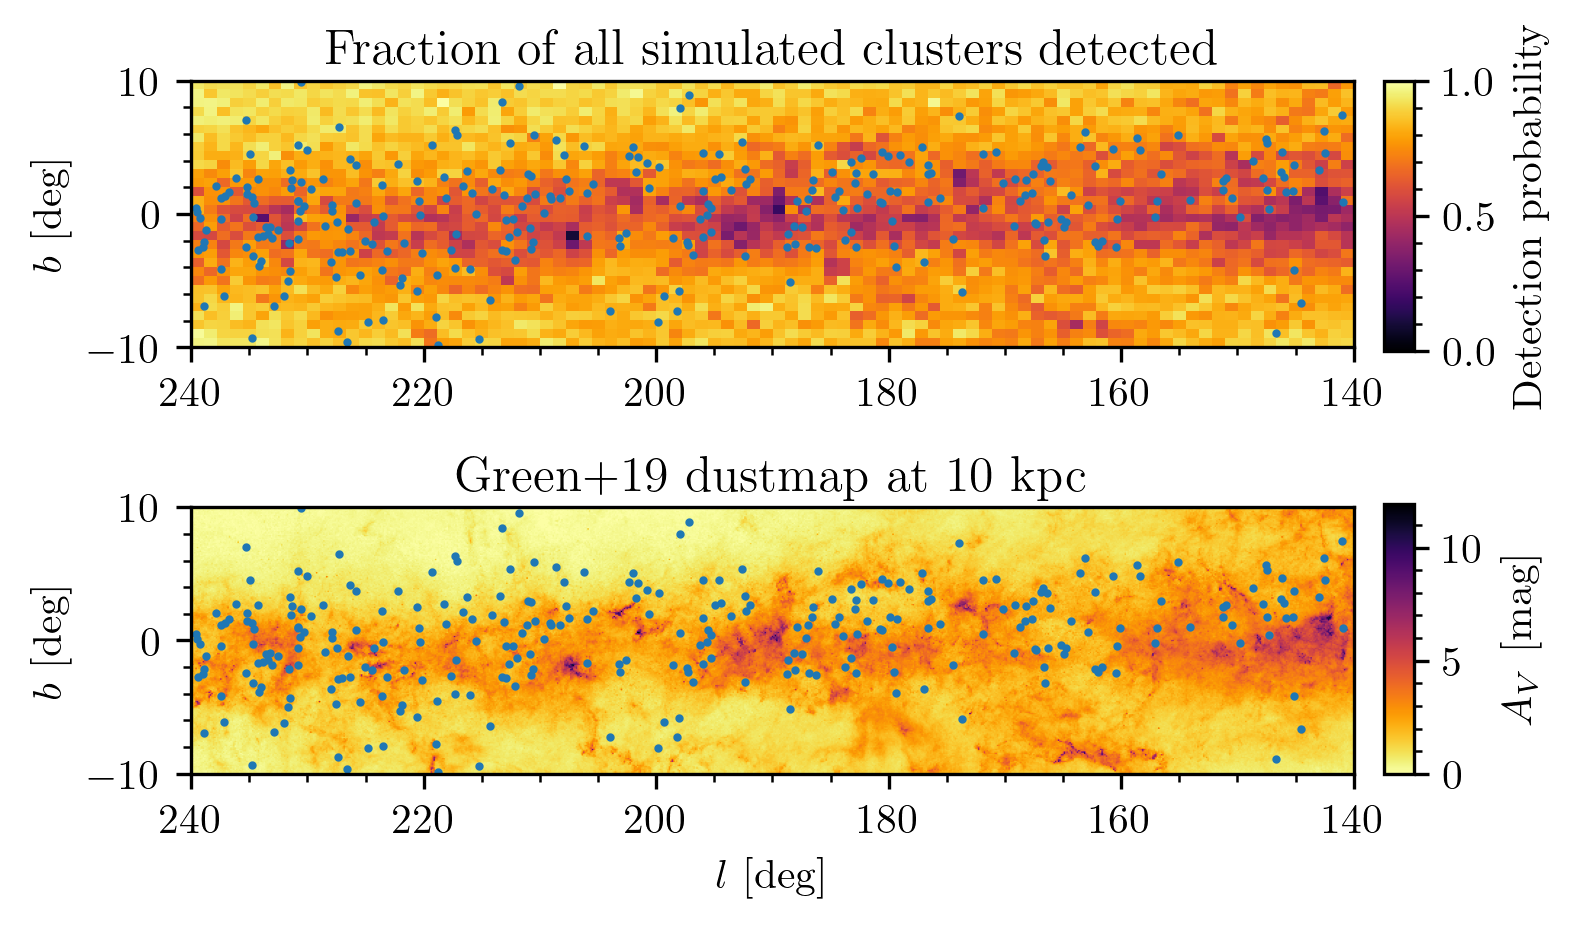 Fraction of all simulated clusters detected
10
0
−10
b [deg]
240 220 200 180 160 140
1.0
0.5
0.0
Detection probability
Green+19 dustmap at 10 kpc
10
0
−10
b [deg]
240 220 200 180 160 140
l [deg]
10
5
0
A_V [mag]